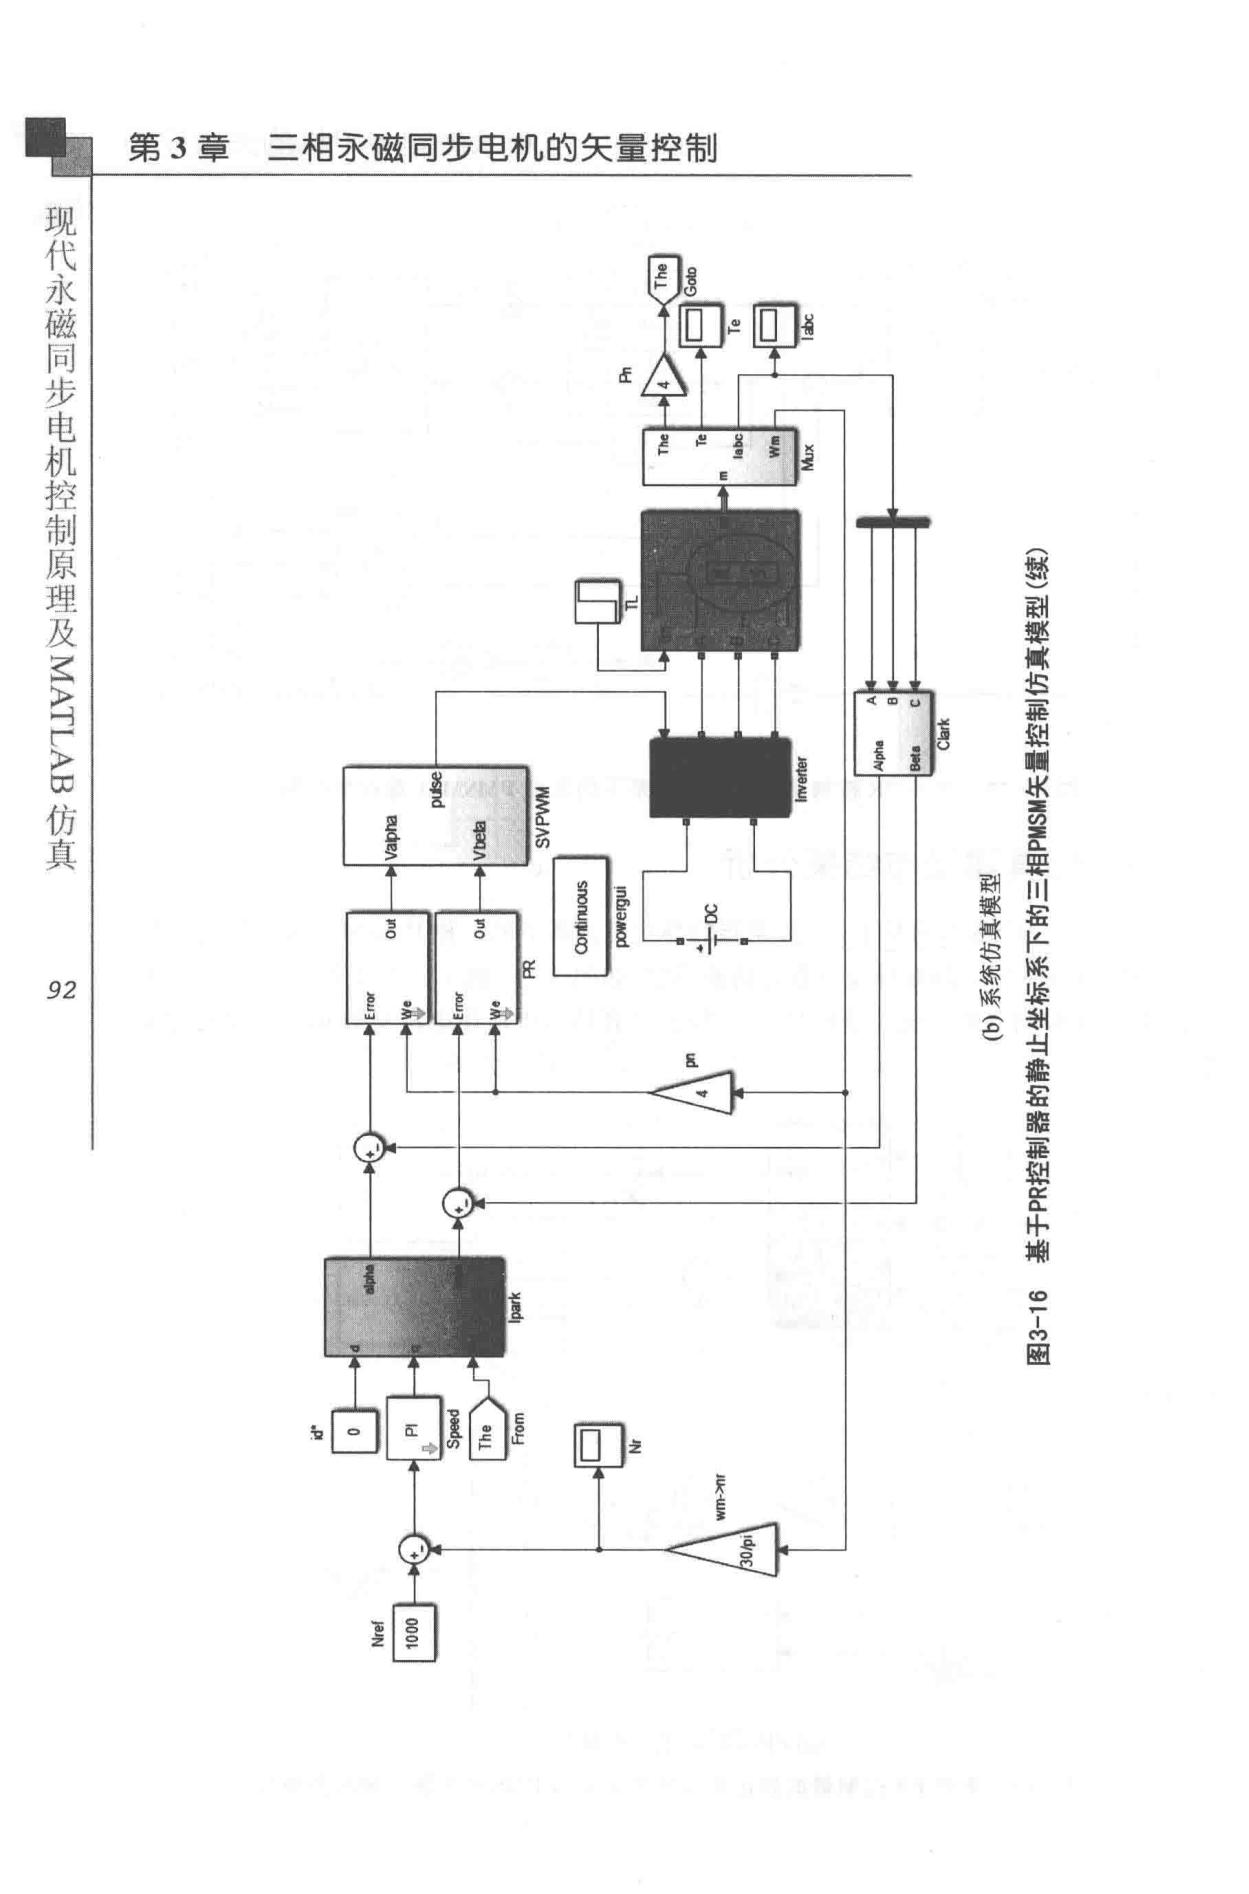 第 3 章 三相永磁同步电机的矢量控制
现代永磁同步电机控制原理及MATLAB 仿真
92
Nref
1000
id*
0
PI
Speed
The
From
d
q
alpha
Ipark
Nr
wm->nr
30/pi
Error
We
Out
Error
We
Out
PR
pn
4
Valpha
Vbeta
pulse
SVPWM
Continuous
powergui
DC
Inverter
TL
Tm
A
B
C
m
The
Te
Iabc
Wm
Mux
Pn
4
The
Goto
Te
Iabc
A
B
C
Alpha
Beta
Clark
(b) 系统仿真模型
图3-16 基于PR控制器的静止坐标系下的三相PMSM矢量控制仿真模型(续)